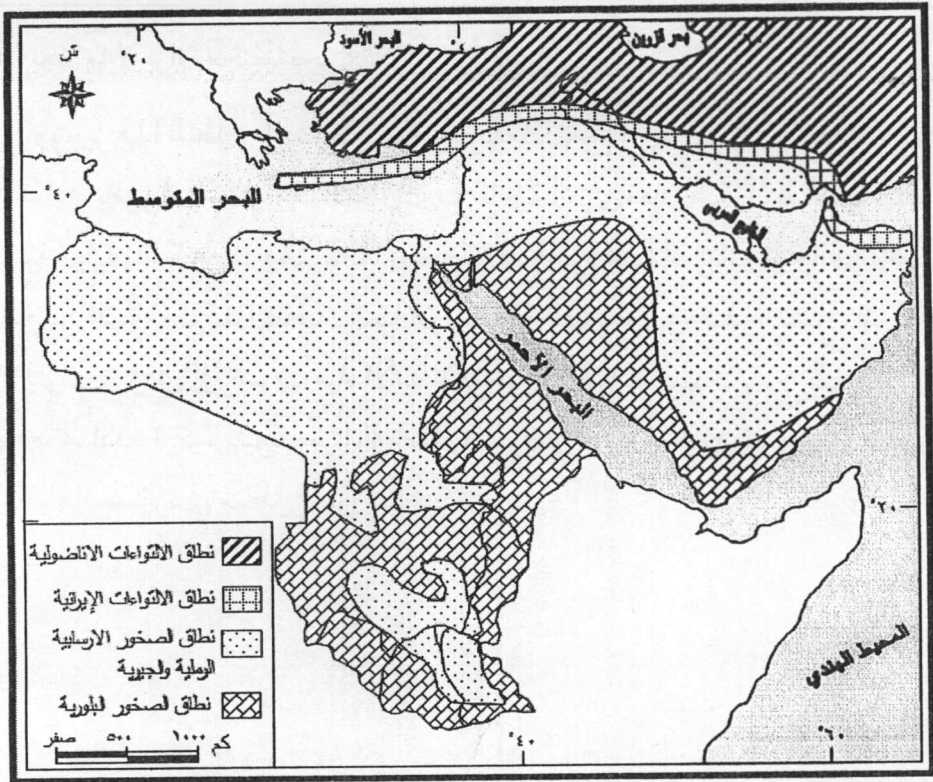 ش
°٢٠
البحر الأسود
°٤٠
بحر قزوين
°٤٠
البحر المتوسط
الخليج العربي
البحر الأحمر
°٢٠
المحيط الهندي
°٤٠
°٦٠
نطاق الالتواءات الاناضولية
نطاق الالتواءات الإيرانية
نطاق الصخور الارسابية
الرملية والجيرية
نطاق الصخور البلورية
صفر ٥٠٠ ١٠٠٠ كم